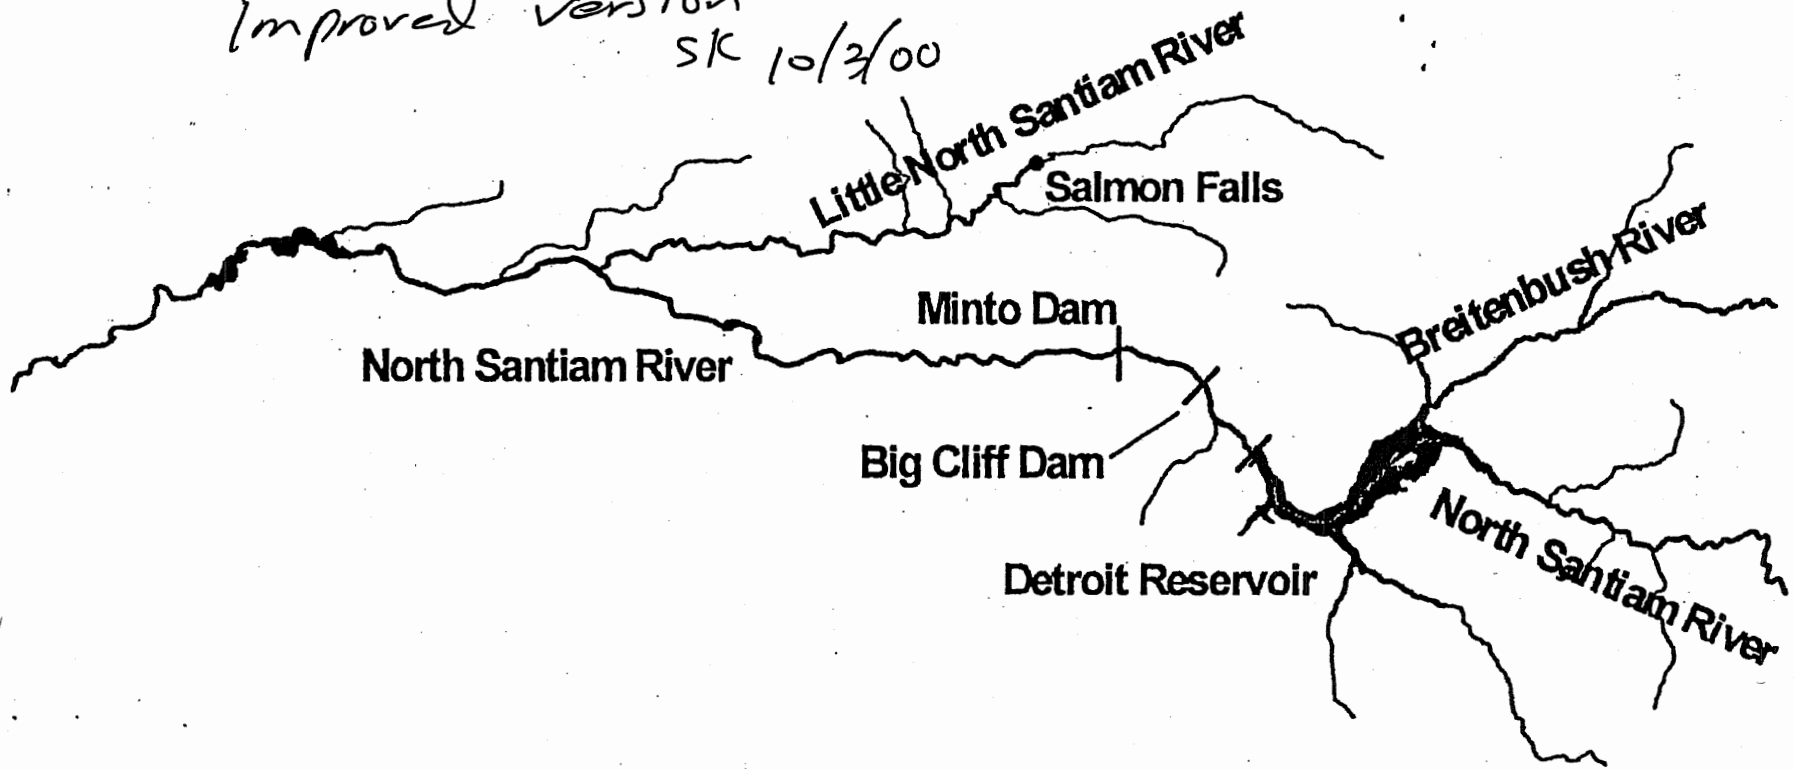 Improved version
SK 10/3/00
Little North Santiam River
Salmon Falls
Breitenbush River
Minto Dam
North Santiam River
Big Cliff Dam
North Santiam River
Detroit Reservoir